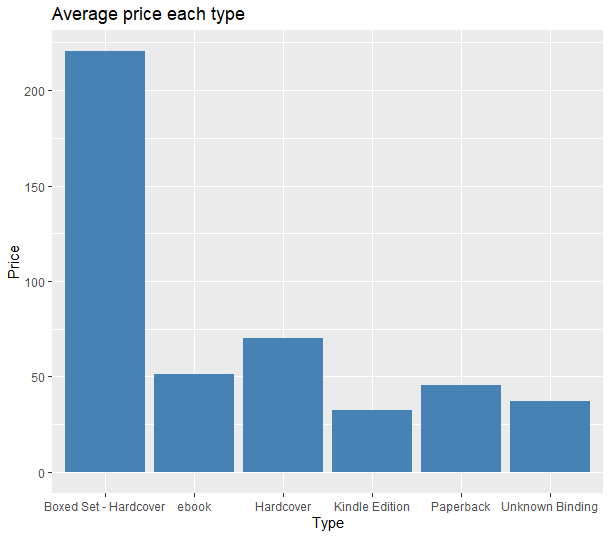 Average price each type
Price
200
150
100
50
0
Boxed Set - Hardcover ebook Hardcover Kindle Edition Paperback Unknown Binding
Type